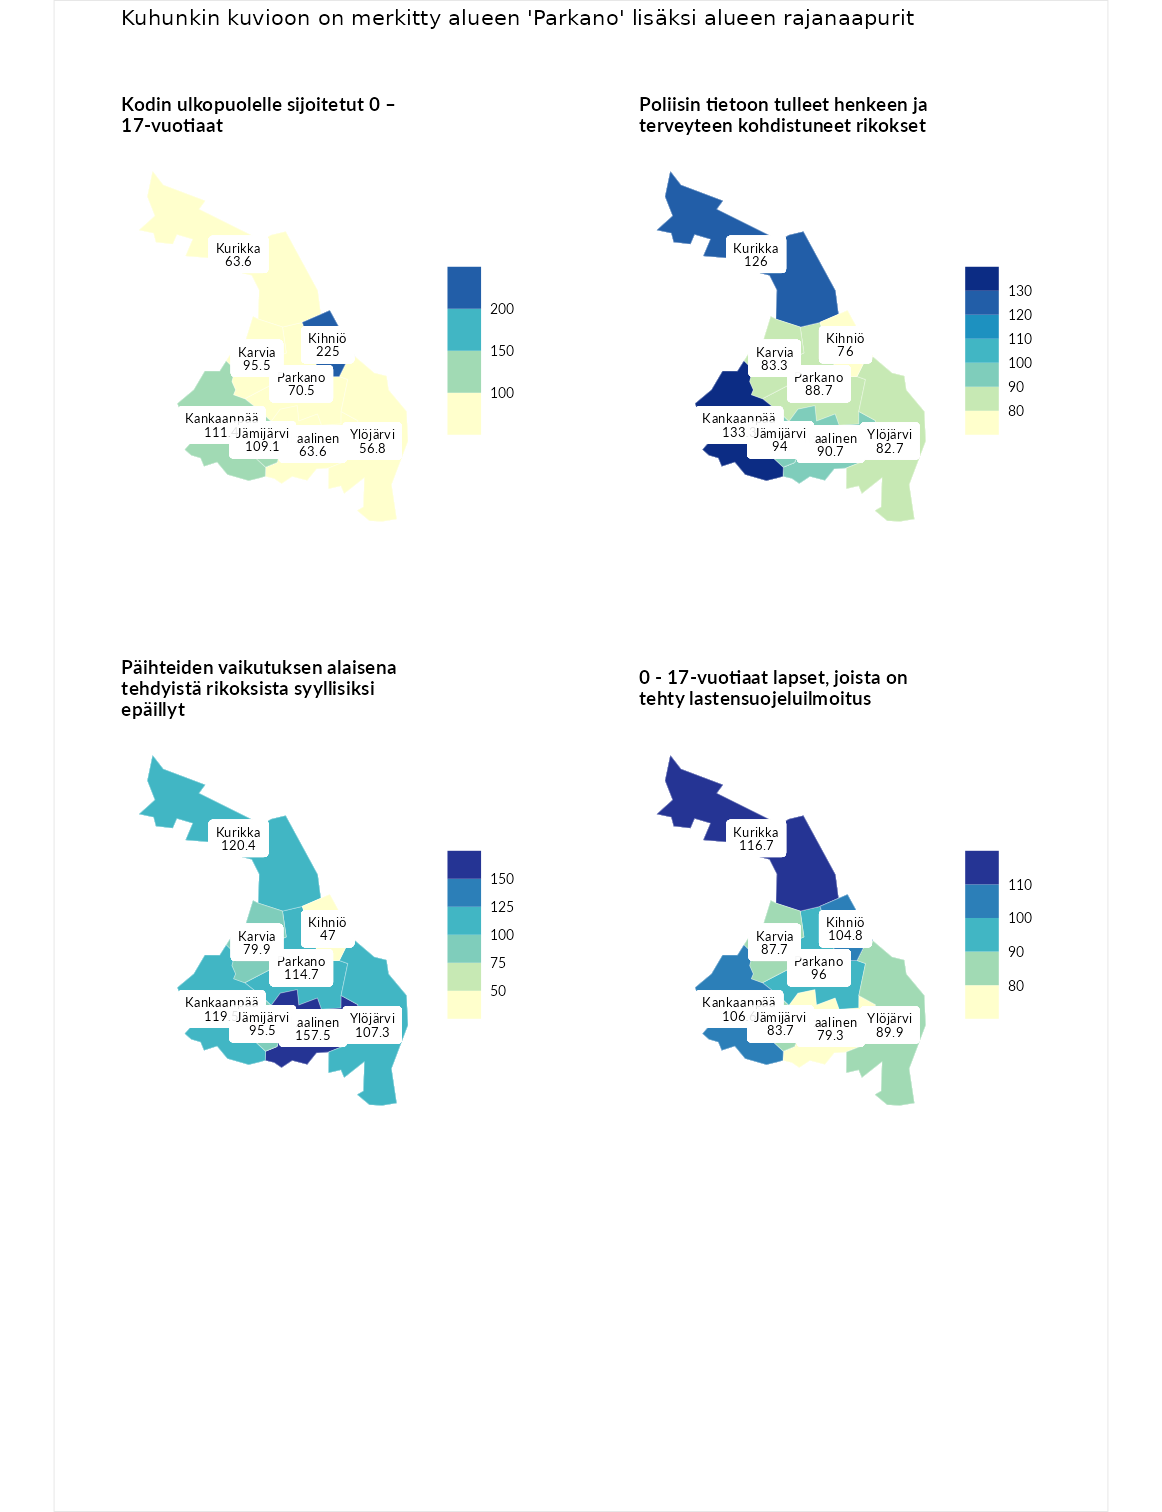 Kuhunkin kuvioon on merkitty alueen 'Parkano' lisäksi alueen rajanaapurit
Kodin ulkopuolelle sijoitetut 0 –
17-vuotiaat
Kurikka
63.6
Kihniö
225
Karvia
95.5
Parkano
70.5
Kankaanpää
Jämijärvi
109.1
aalinen
63.6
Ylöjärvi
56.8
200
150
100
Poliisin tietoon tulleet henkeen ja
terveyteen kohdistuneet rikokset
Kurikka
126
Kihniö
76
Karvia
83.3
Parkano
88.7
Kankaanpää
Jämijärvi
94
aalinen
90.7
Ylöjärvi
82.7
130
120
110
100
90
80
Päihteiden vaikutuksen alaisena
tehdyistä rikoksista syyllisiksi
epäillyt
Kurikka
120.4
Kihniö
47
Karvia
79.9
Parkano
114.7
Kankaanpää
Jämijärvi
95.5
aalinen
157.5
Ylöjärvi
107.3
150
125
100
75
50
0 - 17-vuotiaat lapset, joista on
tehty lastensuojeluilmoitus
Kurikka
116.7
Kihniö
104.8
Karvia
87.7
Parkano
96
Kankaanpää
Jämijärvi
83.7
aalinen
79.3
Ylöjärvi
89.9
110
100
90
80